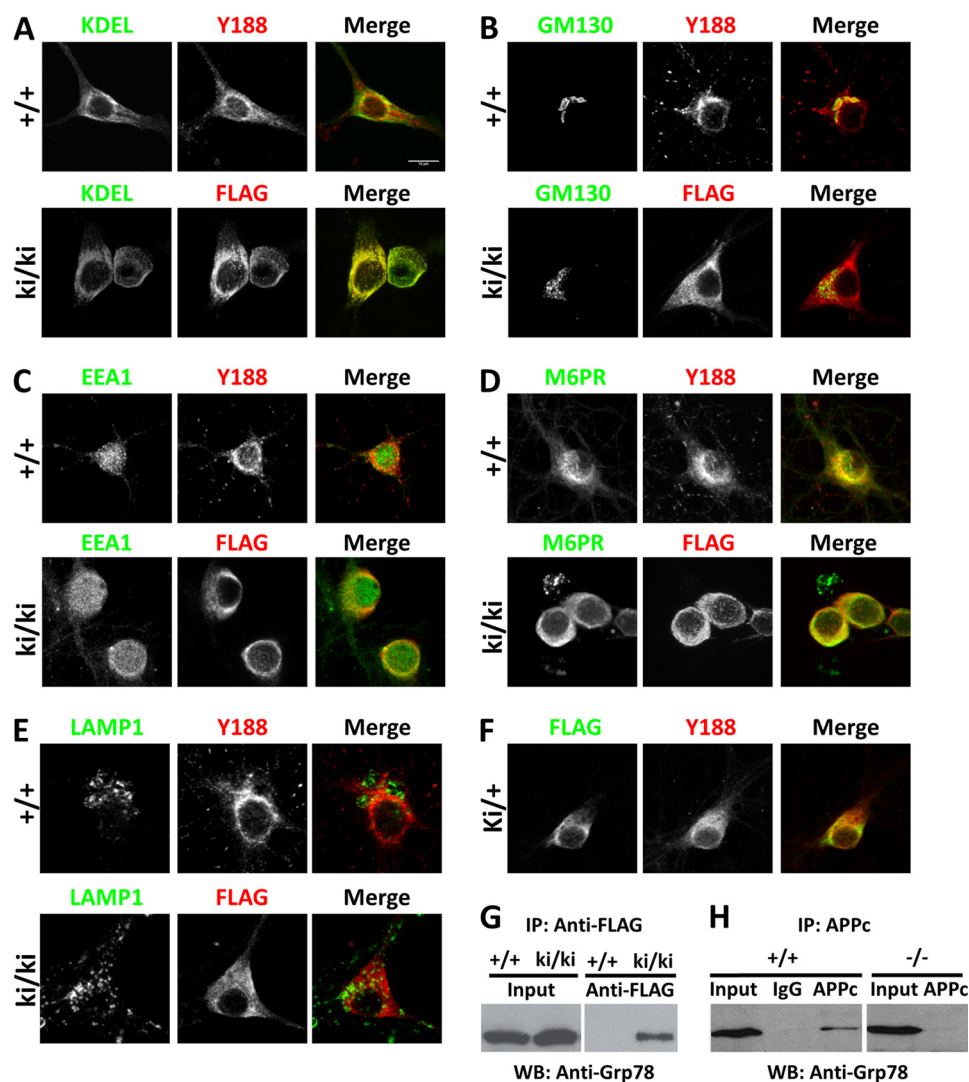 A
KDEL Y188 Merge
+/+
10 µm
KDEL FLAG Merge
ki/ki
B
GM130 Y188 Merge
+/+
GM130 FLAG Merge
ki/ki
C
EEA1 Y188 Merge
+/+
EEA1 FLAG Merge
ki/ki
D
M6PR Y188 Merge
+/+
M6PR FLAG Merge
ki/ki
E
LAMP1 Y188 Merge
+/+
LAMP1 FLAG Merge
ki/ki
F
FLAG Y188 Merge
Ki/+
G
IP: Anti-FLAG
+/+ ki/ki +/+ ki/ki
Input Anti-FLAG
WB: Anti-Grp78
H
IP: APPc
+/+ -/-
Input IgG APPc Input APPc
WB: Anti-Grp78